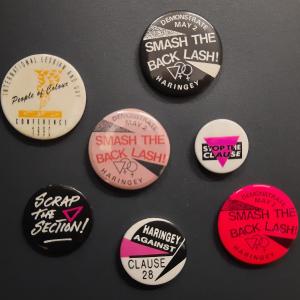 INTERNATIONAL LESBIAN AND GAY
People of Colour
CONFERENCE
DEMONSTRATE
MAY 2
SMASH THE
BACK LASH!
HARINGEY
DEMONSTRATE
MAY 2
SMASH THE
BACK LASH!
HARINGEY
STOP THE
CLAUSE
SCRAP
THE
SECTION!
HARINGEY
AGAINST
CLAUSE
28
DEMONSTRATE
MAY 2
SMASH THE
BACK LASH!
HARINGEY